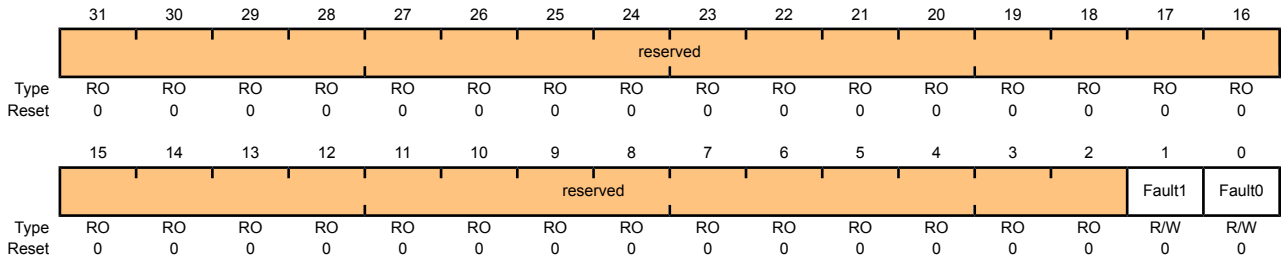 31 30 29 28 27 26 25 24 23 22 21 20 19 18 17 16
reserved
Type RO RO RO RO RO RO RO RO RO RO RO RO RO RO RO RO
Reset 0 0 0 0 0 0 0 0 0 0 0 0 0 0 0 0
15 14 13 12 11 10 9 8 7 6 5 4 3 2 1 0
reserved Fault1 Fault0
Type RO RO RO RO RO RO RO RO RO RO RO RO RO RO R/W R/W
Reset 0 0 0 0 0 0 0 0 0 0 0 0 0 0 0 0